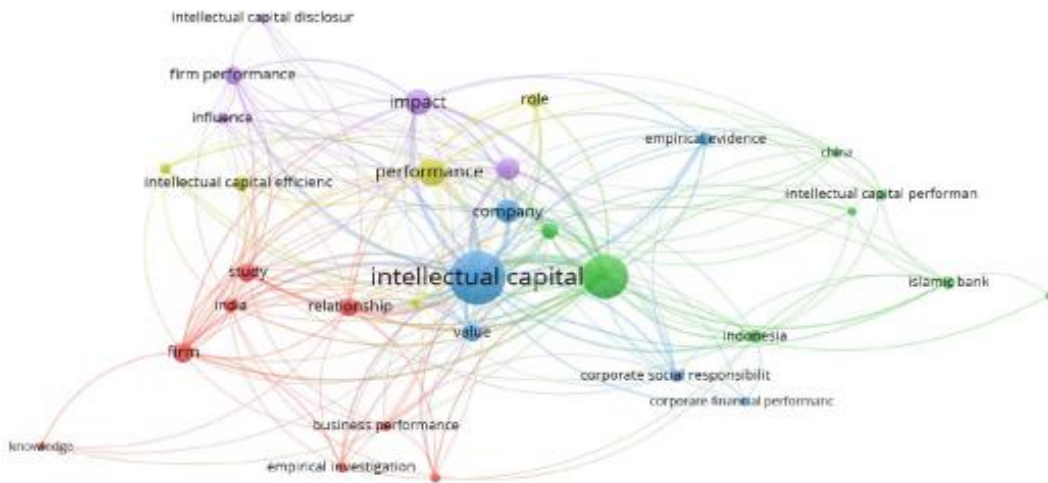 intellectual capital disclosur
firm performance
impact
role
influence
empirical evidence
china
performance
intellectual capital efficienc
intellectual capital performan
company
study
intellectual capital
islamic bank
india
relationship
value
indonesia
firm
corporate social responsibilit
corporate financial performanc
business performance
knowledge
empirical investigation